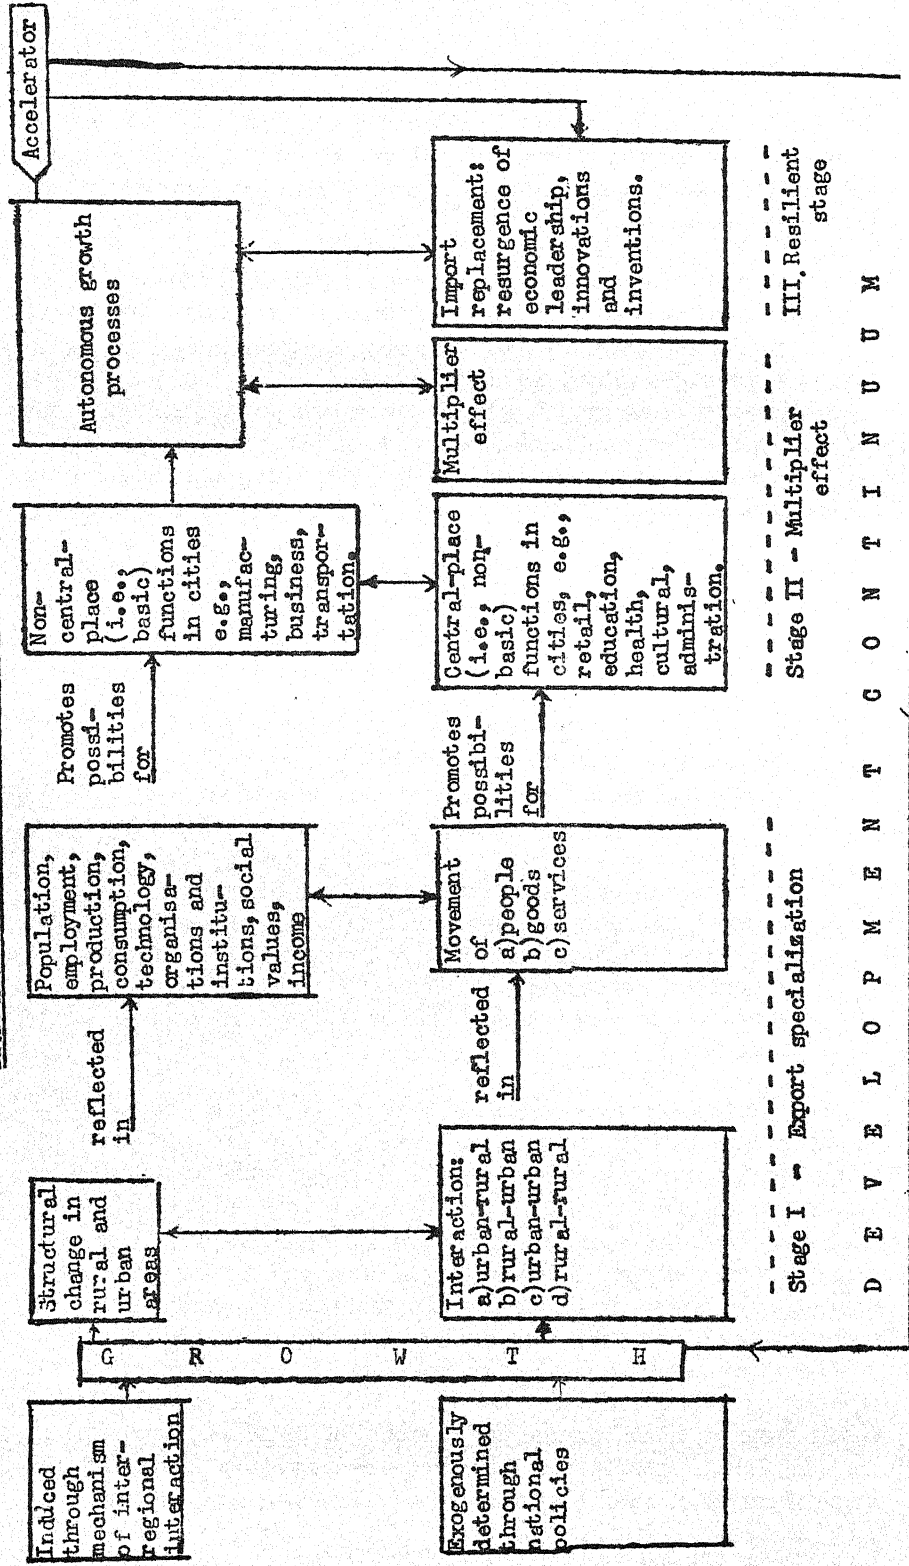 Induced
through
mechanism
of inter-
regional
interaction
Exogenously
determined
through
national
policies
G R O W T H
Structural
change in
rural and
urban
areas
Interaction:
a)urban-rural
b)rural-urban
c)urban-urban
d)rural-rural
reflected
in
reflected
in
Population,
employment,
production,
consumption,
technology,
organisa-
tions and
institu-
tions,social
values,
income
Movement
of
a)people
b)goods
c)services
Promotes
possi-
bilities
for
Promotes
possibi-
lities
for
Non-
central-
place
(i.e.,
basic)
functions
in cities
e.g.,
manufac-
turing,
business,
transpor-
tation.
Central-place
(i.e., non-
basic)
functions in
cities, e.g.,
retail,
education,
health,
cultural,
adminis-
tration.
Autonomous growth
processes
Multiplier
effect
Import
replacement:
resurgence of
economic
leadership,
innovations
and
inventions.
Accelerator
Stage I - Export specialization
Stage II - Multiplier
effect
III.Resilient
stage
D E V E L O P M E N T C O N T I N U U M